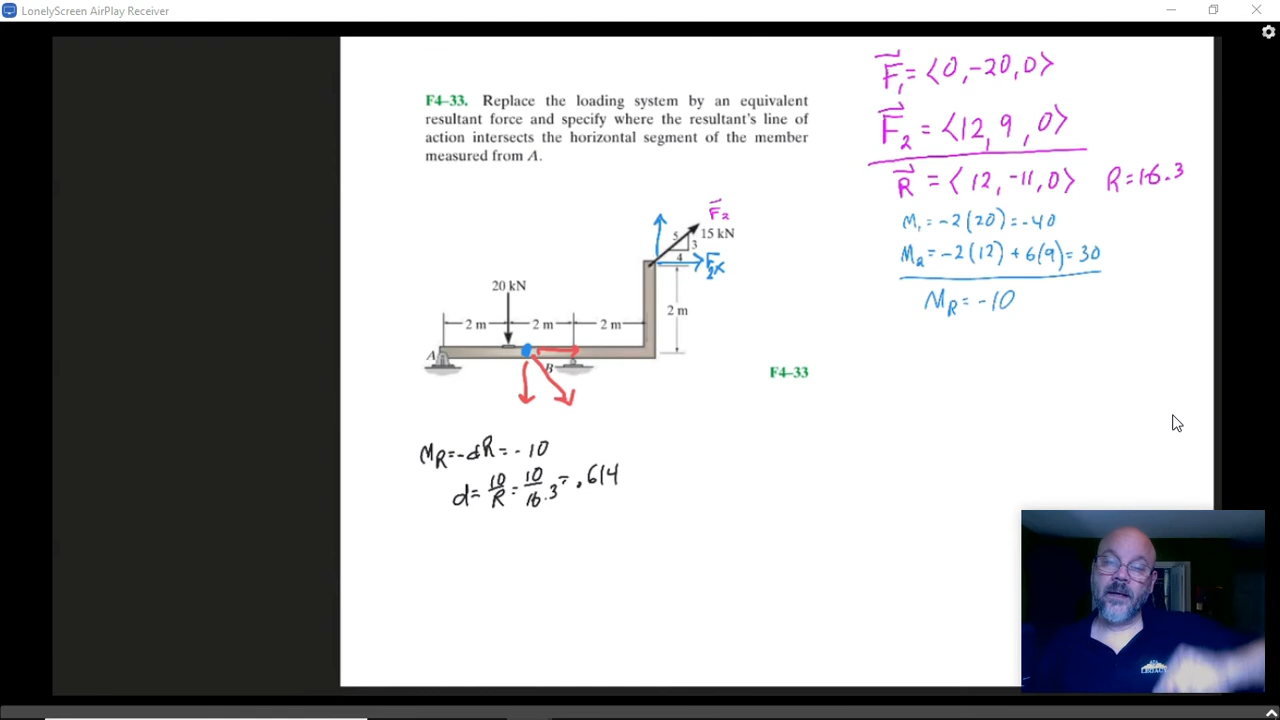 LonelyScreen AirPlay Receiver
F4–33. Replace the loading system by an equivalent
resultant force and specify where the resultant's line of
action intersects the horizontal segment of the member
measured from A.
F₁ = ⟨0, -20, 0⟩
F₂ = ⟨12, 9, 0⟩
R = ⟨12, -11, 0⟩ R = 16.3
M₁ = -2(20) = -40
M₂ = -2(12) + 6(9) = 30
M_R = -10
F₂
15 kN
5
3
4
F₂x
20 kN
2 m
2 m
2 m
2 m
A
B
F4–33
M_R = -dR = -10
d = 10/R = 10/16.3 = .614
LEGACY